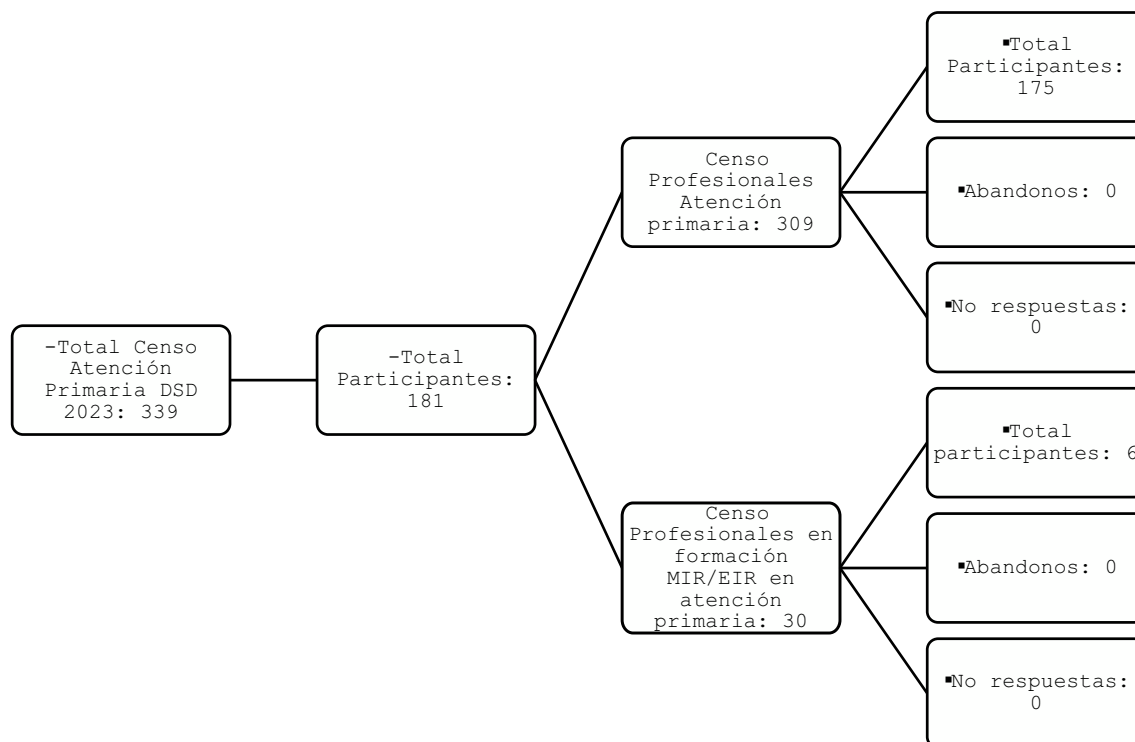 -Total Censo
Atención
Primaria DSD
2023: 339
-Total
Participantes:
181
Censo
Profesionales
Atención
primaria: 309
▪Total
Participantes:
175
▪Abandonos: 0
▪No respuestas:
0
Censo
Profesionales en
formación
MIR/EIR en
atención
primaria: 30
▪Total
participantes: 6
▪Abandonos: 0
▪No respuestas:
0